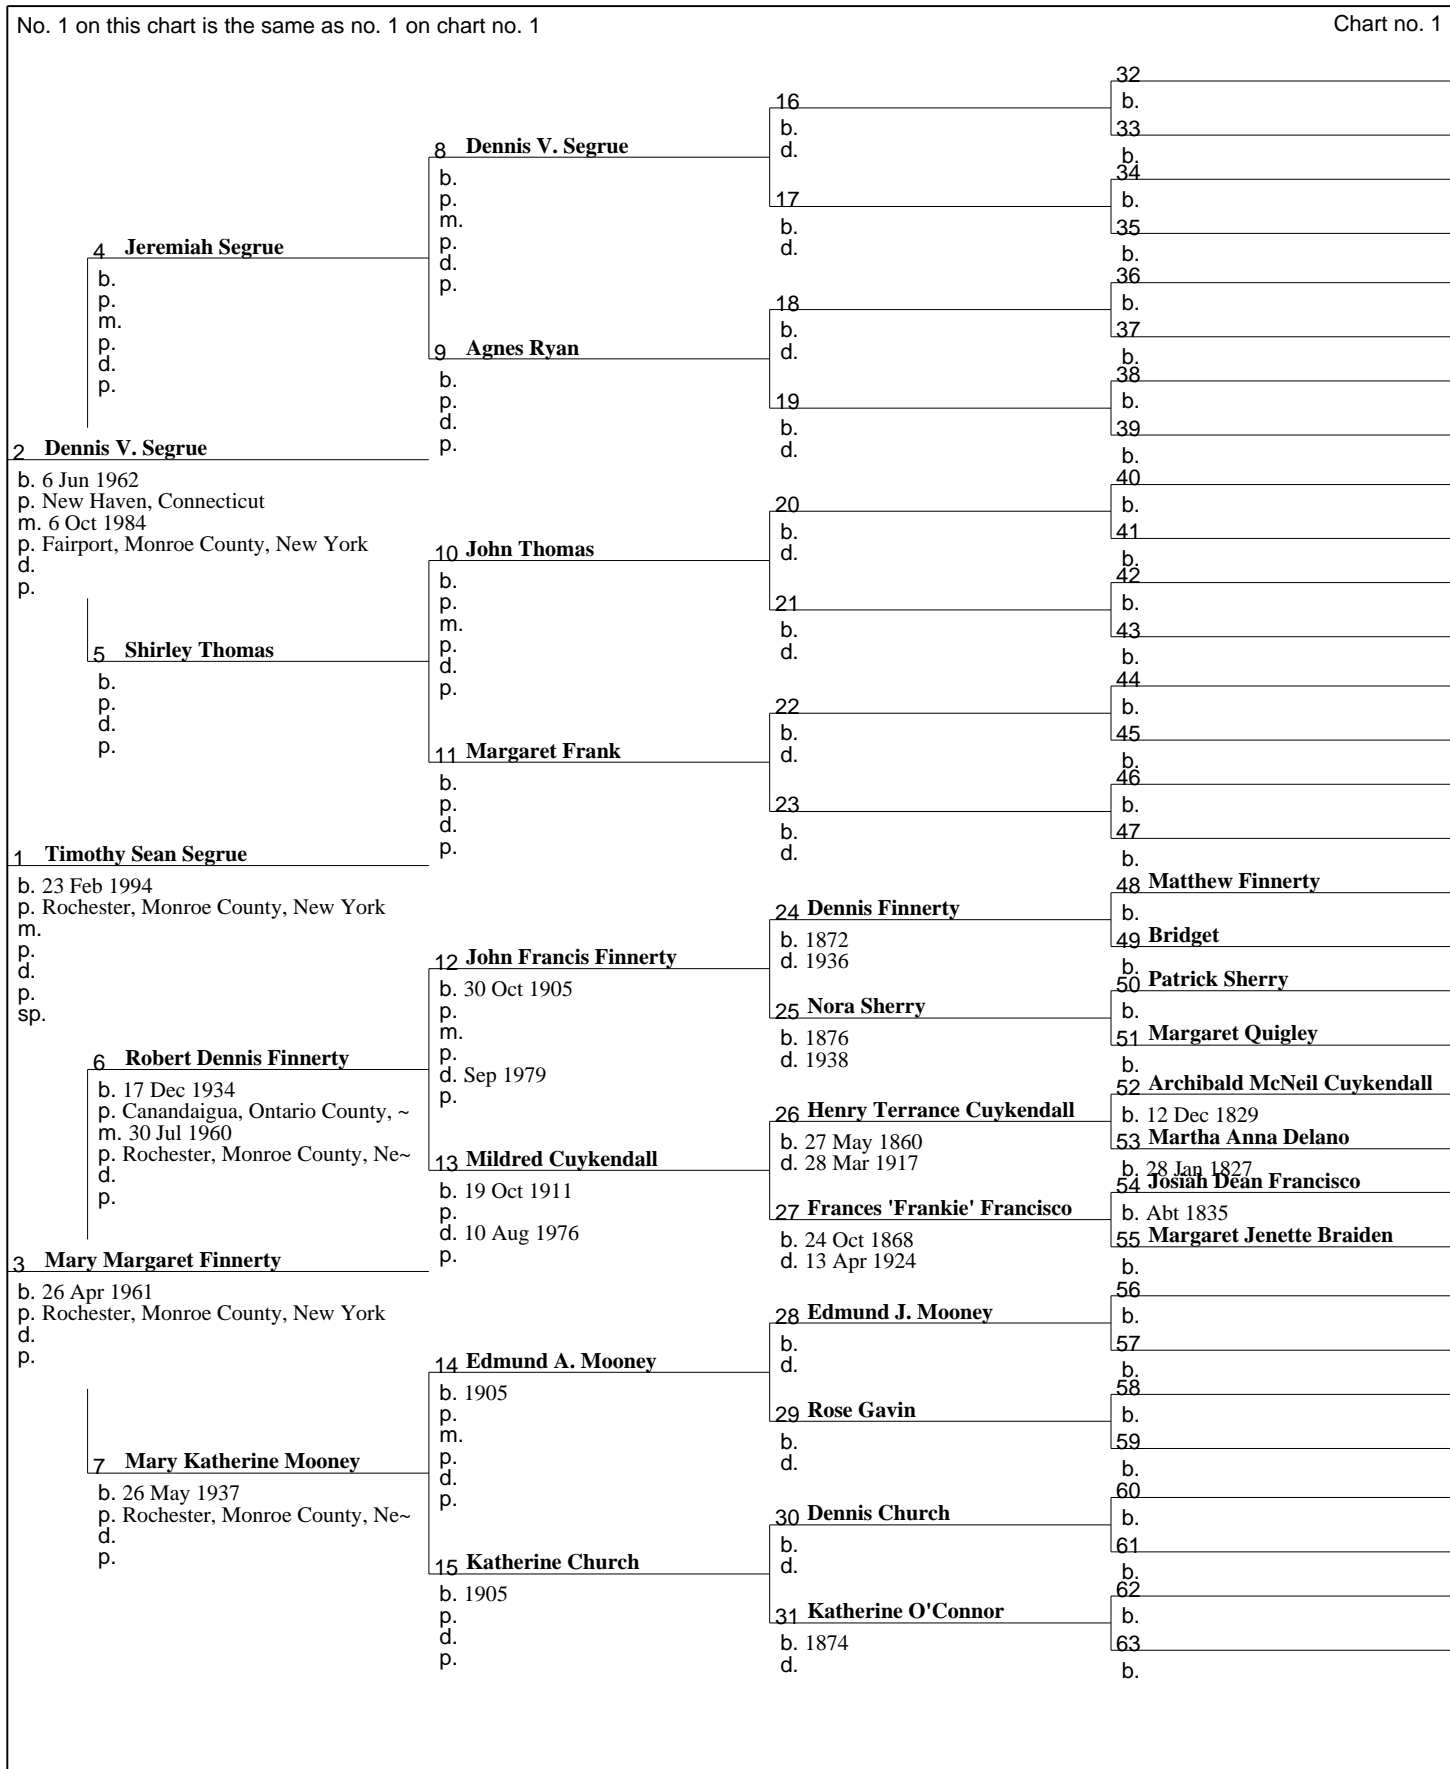 No. 1 on this chart is the same as no. 1 on chart no. 1
Chart no. 1
2 Dennis V. Segrue
b. 6 Jun 1962
p. New Haven, Connecticut
m. 6 Oct 1984
p. Fairport, Monroe County, New York
d.
p.
1 Timothy Sean Segrue
b. 23 Feb 1994
p. Rochester, Monroe County, New York
m.
p.
d.
p.
sp.
3 Mary Margaret Finnerty
b. 26 Apr 1961
p. Rochester, Monroe County, New York
d.
p.
4 Jeremiah Segrue
b.
p.
m.
p.
d.
p.
5 Shirley Thomas
b.
p.
d.
p.
6 Robert Dennis Finnerty
b. 17 Dec 1934
p. Canandaigua, Ontario County, ~
m. 30 Jul 1960
p. Rochester, Monroe County, Ne~
d.
p.
7 Mary Katherine Mooney
b. 26 May 1937
p. Rochester, Monroe County, Ne~
d.
p.
8 Dennis V. Segrue
b.
p.
m.
p.
d.
p.
9 Agnes Ryan
b.
p.
d.
p.
10 John Thomas
b.
p.
m.
p.
d.
p.
11 Margaret Frank
b.
p.
d.
p.
12 John Francis Finnerty
b. 30 Oct 1905
p.
m.
p.
d. Sep 1979
p.
13 Mildred Cuykendall
b. 19 Oct 1911
p.
d. 10 Aug 1976
p.
14 Edmund A. Mooney
b. 1905
p.
m.
p.
d.
p.
15 Katherine Church
b. 1905
p.
d.
p.
16
b.
d.
17
b.
d.
18
b.
d.
19
b.
d.
20
b.
d.
21
b.
d.
22
b.
d.
23
b.
d.
24 Dennis Finnerty
b. 1872
d. 1936
25 Nora Sherry
b. 1876
d. 1938
26 Henry Terrance Cuykendall
b. 27 May 1860
d. 28 Mar 1917
27 Frances 'Frankie' Francisco
b. 24 Oct 1868
d. 13 Apr 1924
28 Edmund J. Mooney
b.
d.
29 Rose Gavin
b.
d.
30 Dennis Church
b.
d.
31 Katherine O'Connor
b. 1874
d.
32
b.
33
b.
34
b.
35
b.
36
b.
37
b.
38
b.
39
b.
40
b.
41
b.
42
b.
43
b.
44
b.
45
b.
46
b.
47
b.
48 Matthew Finnerty
b.
49 Bridget
b.
50 Patrick Sherry
b.
51 Margaret Quigley
b.
52 Archibald McNeil Cuykendall
b. 12 Dec 1829
53 Martha Anna Delano
b. 28 Jan 1827
54 Josiah Dean Francisco
b. Abt 1835
55 Margaret Jenette Braiden
b.
56
b.
57
b.
58
b.
59
b.
60
b.
61
b.
62
b.
63
b.